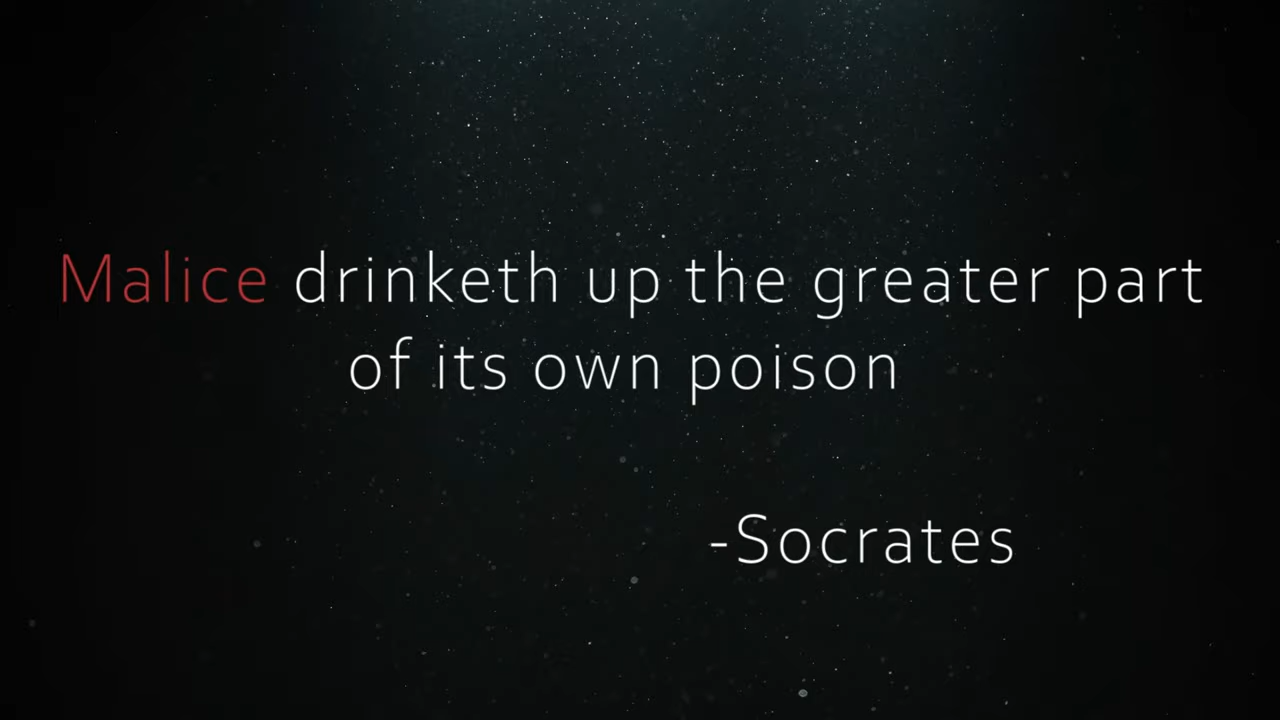 Malice drinketh up the greater part
of its own poison
-Socrates